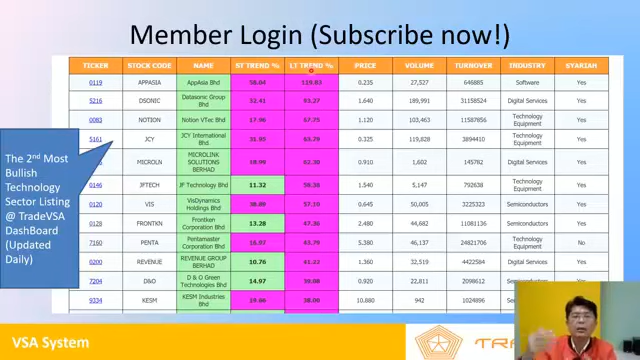 Member Login (Subscribe now!)
TICKER STOCK CODE NAME ST TREND % LT TREND % PRICE VOLUME TURNOVER INDUSTRY SYARIAH
0119 APPASIA AppAsia Bhd 58.04 119.83 0.235 27,527 646885 Software Yes
5216 DSONIC Datasonic Group Bhd 32.41 93.27 1.640 189,991 31158524 Digital Services Yes
0083 NOTION Notion VTec Bhd 17.96 67.75 1.120 103,463 11587856 Technology Equipment Yes
5161 JCY JCY International Bhd. 31.95 63.29 0.325 119,828 3894410 Technology Equipment Yes
MICROLN MICROLINK SOLUTIONS BERHAD 18.99 62.30 0.910 1,602 145782 Digital Services Yes
0146 JFTECH JF Technology Bhd 11.32 58.38 1.540 5,147 792638 Technology Equipment Yes
0120 VIS VisDynamics Holdings Bhd 38.09 57.10 0.645 50,005 3225323 Semiconductors Yes
0128 FRONTKN Frontken Corporation Bhd 13.28 47.36 2.480 44,682 11081136 Semiconductors Yes
7160 PENTA Pentamaster Corporation Bhd 16.97 43.79 5.380 46,137 24821706 Technology Equipment No
0200 REVENUE REVENUE GROUP BERHAD 10.76 41.22 1.360 32,519 4422584 Digital Services Yes
7204 D&O D & O Green Technologies Bhd 14.97 39.08 0.920 22,811 2098612
9334 KESM KESM Industries Bhd 19.86 38.00 10.880 942 1024896
The 2nd Most
Bullish
Technology
Sector Listing
@ TradeVSA
DashBoard
(Updated
Daily)
VSA System